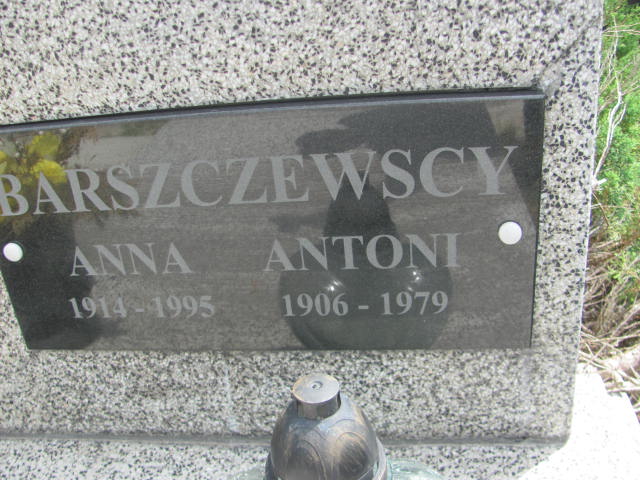 BARSZCZEWSCY
ANNA ANTONI
1914 - 1995 1906 - 1979